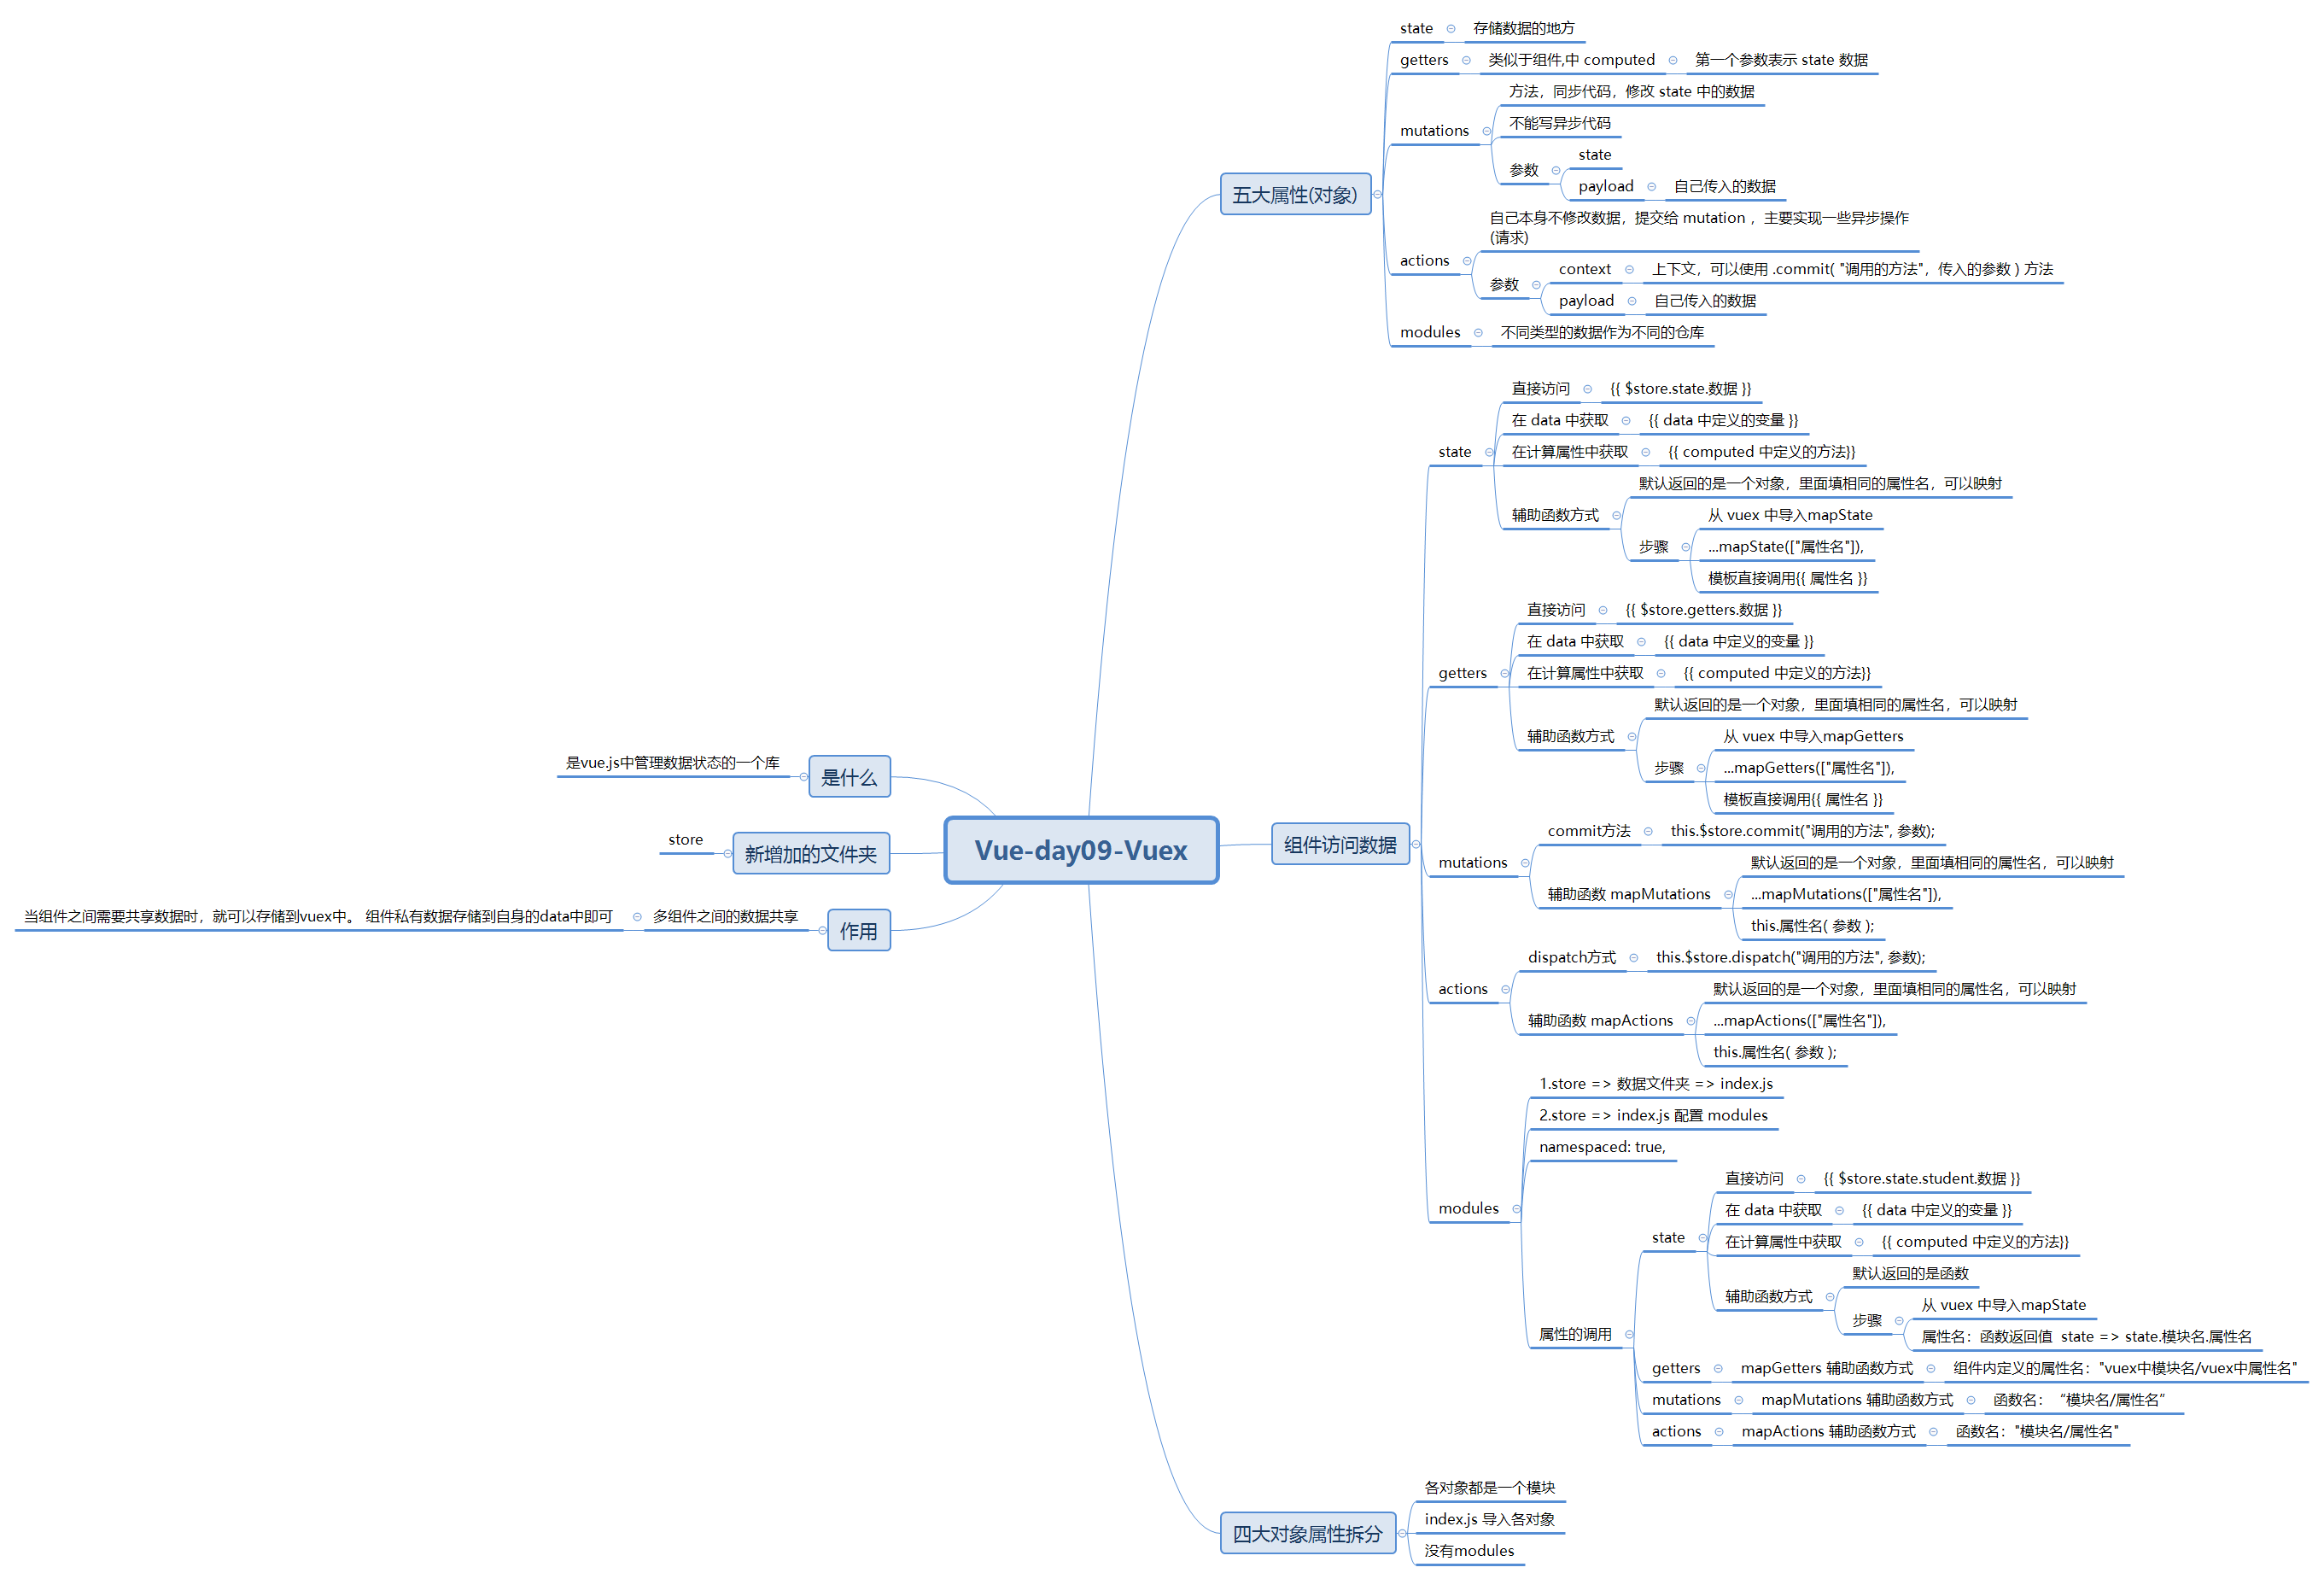 Vue-day09-Vuex
五大属性(对象)
state
存储数据的地方
getters
类似于组件,中 computed
第一个参数表示 state 数据
mutations
方法，同步代码，修改 state 中的数据
不能写异步代码
参数
state
payload
自己传入的数据
actions
自己本身不修改数据，提交给 mutation ，主要实现一些异步操作
(请求)
参数
context
上下文，可以使用 .commit( "调用的方法"，传入的参数 ) 方法
payload
自己传入的数据
modules
不同类型的数据作为不同的仓库
组件访问数据
state
直接访问
{{ $store.state.数据 }}
在 data 中获取
{{ data 中定义的变量 }}
在计算属性中获取
{{ computed 中定义的方法}}
辅助函数方式
默认返回的是一个对象，里面填相同的属性名，可以映射
步骤
从 vuex 中导入mapState
...mapState(["属性名"]),
模板直接调用{{ 属性名 }}
getters
直接访问
{{ $store.getters.数据 }}
在 data 中获取
{{ data 中定义的变量 }}
在计算属性中获取
{{ computed 中定义的方法}}
辅助函数方式
默认返回的是一个对象，里面填相同的属性名，可以映射
步骤
从 vuex 中导入mapGetters
...mapGetters(["属性名"]),
模板直接调用{{ 属性名 }}
mutations
commit方法
this.$store.commit("调用的方法", 参数);
辅助函数 mapMutations
默认返回的是一个对象，里面填相同的属性名，可以映射
...mapMutations(["属性名"]),
this.属性名( 参数 );
actions
dispatch方式
this.$store.dispatch("调用的方法", 参数);
辅助函数 mapActions
默认返回的是一个对象，里面填相同的属性名，可以映射
...mapActions(["属性名"]),
this.属性名( 参数 );
modules
1.store => 数据文件夹 => index.js
2.store => index.js 配置 modules
namespaced: true,
属性的调用
state
直接访问
{{ $store.state.student.数据 }}
在 data 中获取
{{ data 中定义的变量 }}
在计算属性中获取
{{ computed 中定义的方法}}
辅助函数方式
默认返回的是函数
步骤
从 vuex 中导入mapState
属性名：函数返回值  state => state.模块名.属性名
getters
mapGetters 辅助函数方式
组件内定义的属性名："vuex中模块名/vuex中属性名"
mutations
mapMutations 辅助函数方式
函数名：“模块名/属性名”
actions
mapActions 辅助函数方式
函数名："模块名/属性名"
四大对象属性拆分
各对象都是一个模块
index.js 导入各对象
没有modules
是什么
是vue.js中管理数据状态的一个库
新增加的文件夹
store
作用
多组件之间的数据共享
当组件之间需要共享数据时，就可以存储到vuex中。 组件私有数据存储到自身的data中即可